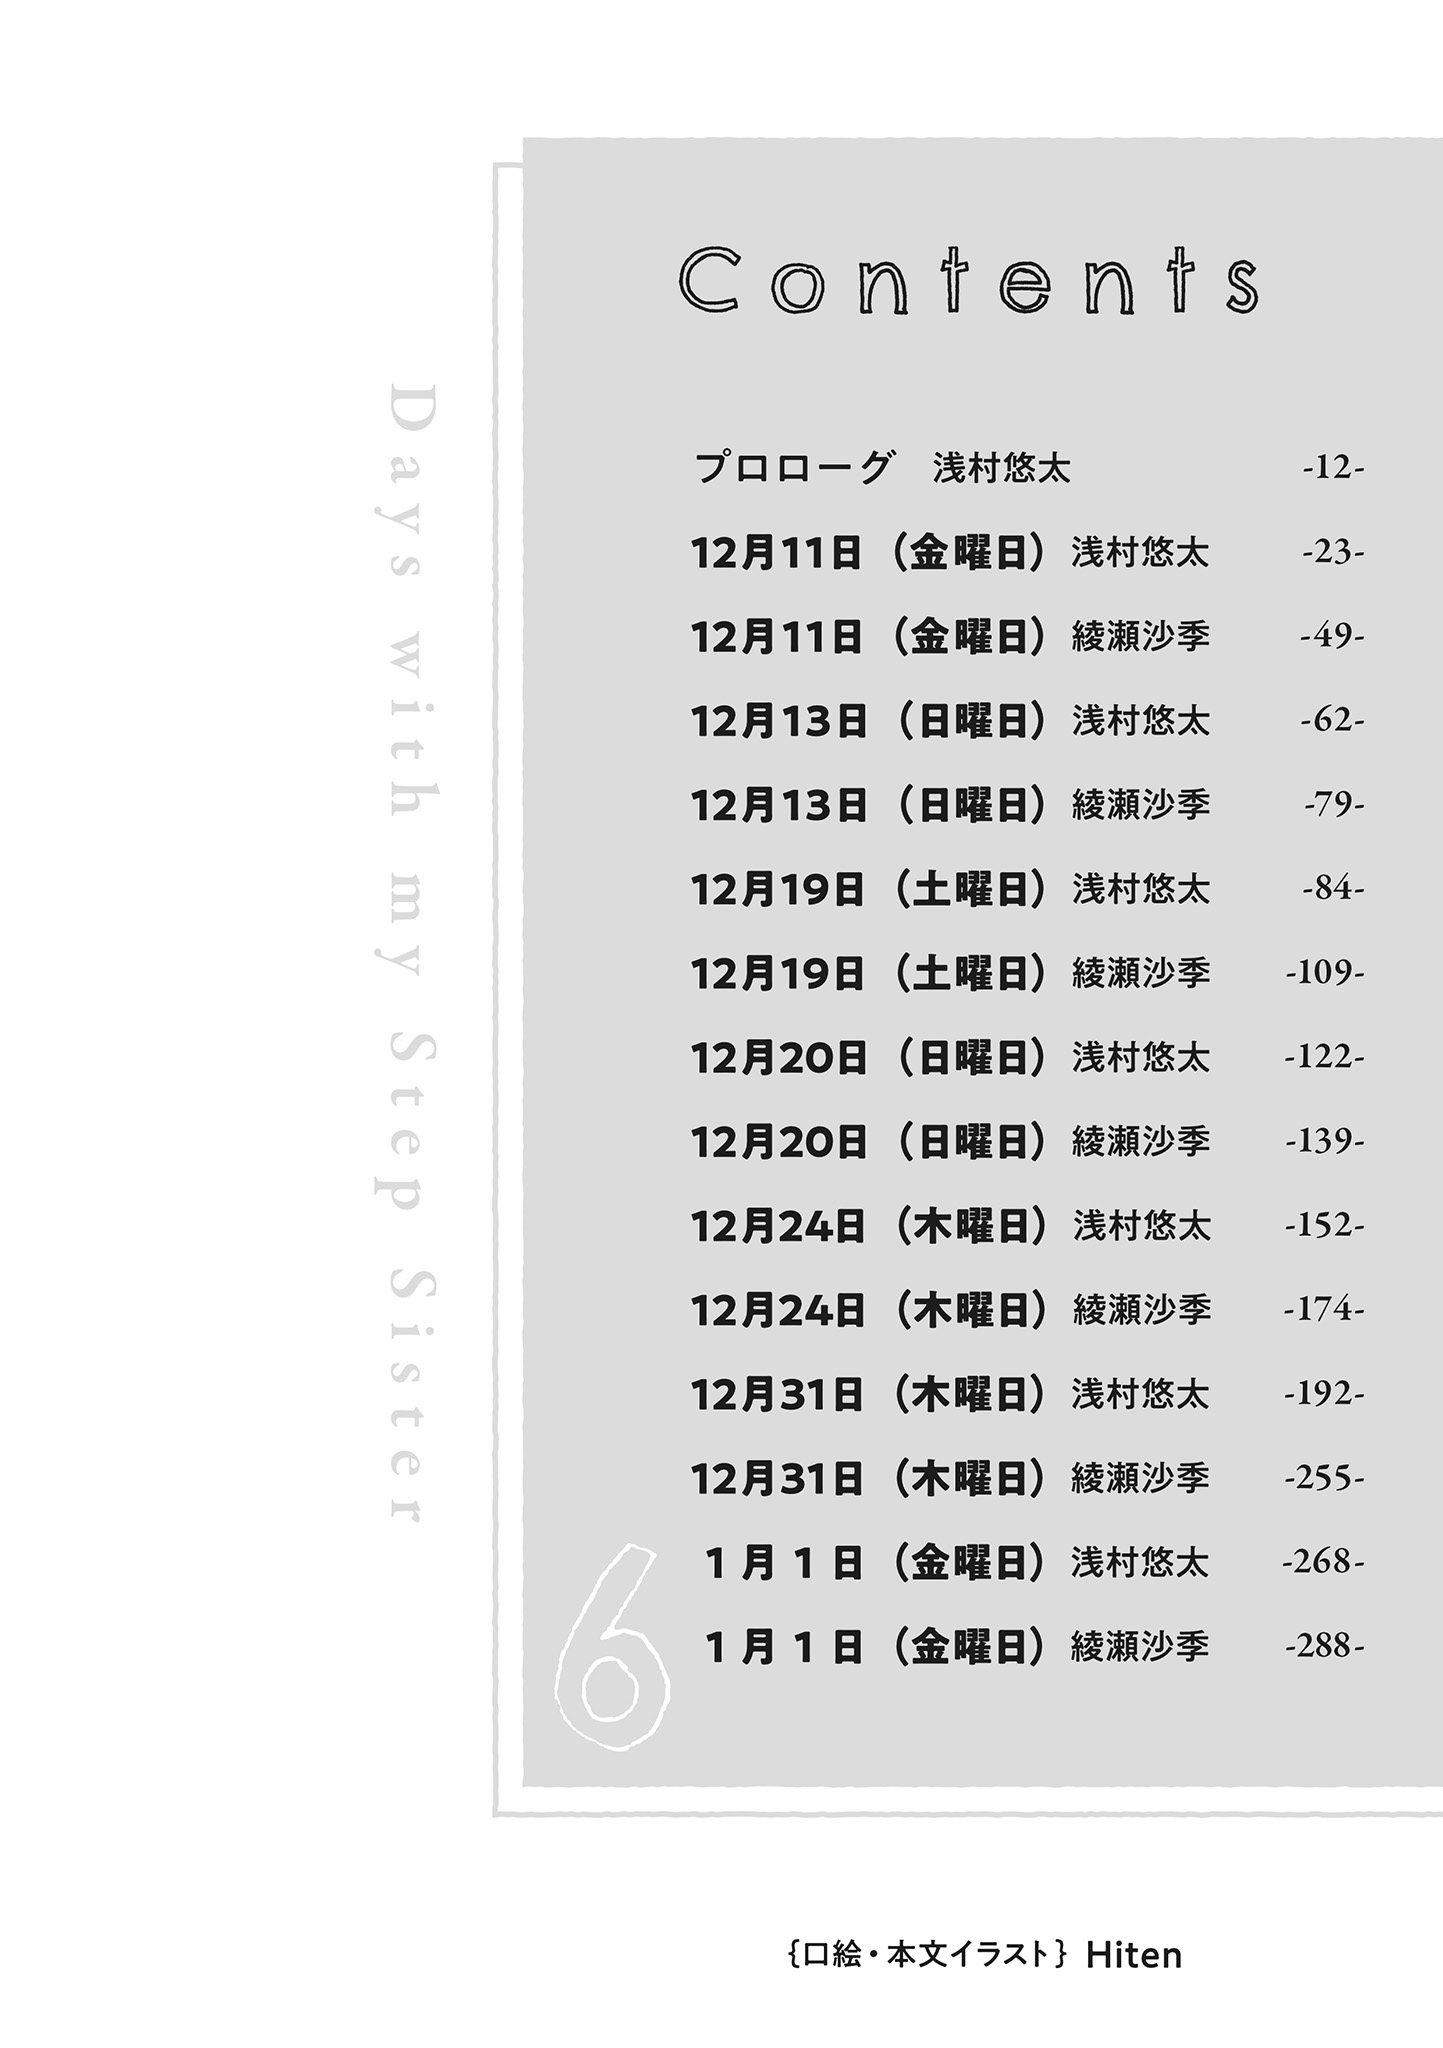 Contents
プロローグ 浅村悠太 -12-
12月11日（金曜日）浅村悠太 -23-
12月11日（金曜日）綾瀬沙季 -49-
12月13日（日曜日）浅村悠太 -62-
12月13日（日曜日）綾瀬沙季 -79-
12月19日（土曜日）浅村悠太 -84-
12月19日（土曜日）綾瀬沙季 -109-
12月20日（日曜日）浅村悠太 -122-
12月20日（日曜日）綾瀬沙季 -139-
12月24日（木曜日）浅村悠太 -152-
12月24日（木曜日）綾瀬沙季 -174-
12月31日（木曜日）浅村悠太 -192-
12月31日（木曜日）綾瀬沙季 -255-
1月1日（金曜日）浅村悠太 -268-
1月1日（金曜日）綾瀬沙季 -288-
6
Days with my Step Sister
{口絵・本文イラスト} Hiten